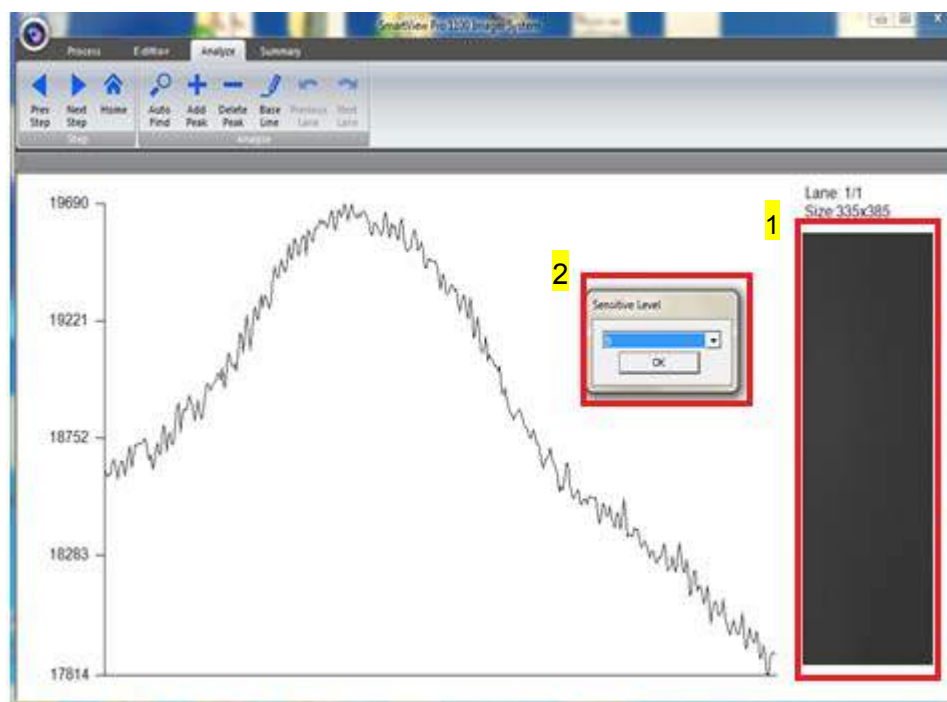 SmartView Pro 1100 Imager System
Process Edition Analyze Summary
Prev Step
Next Step
Home
Auto Find
Add Peak
Delete Peak
Base Line
Previous Lane
Next Lane
Step
Analyze
Lane: 1/1
Size:335x385
1
2
Sensitive Level
5
OK
19690
19221
18752
18283
17814